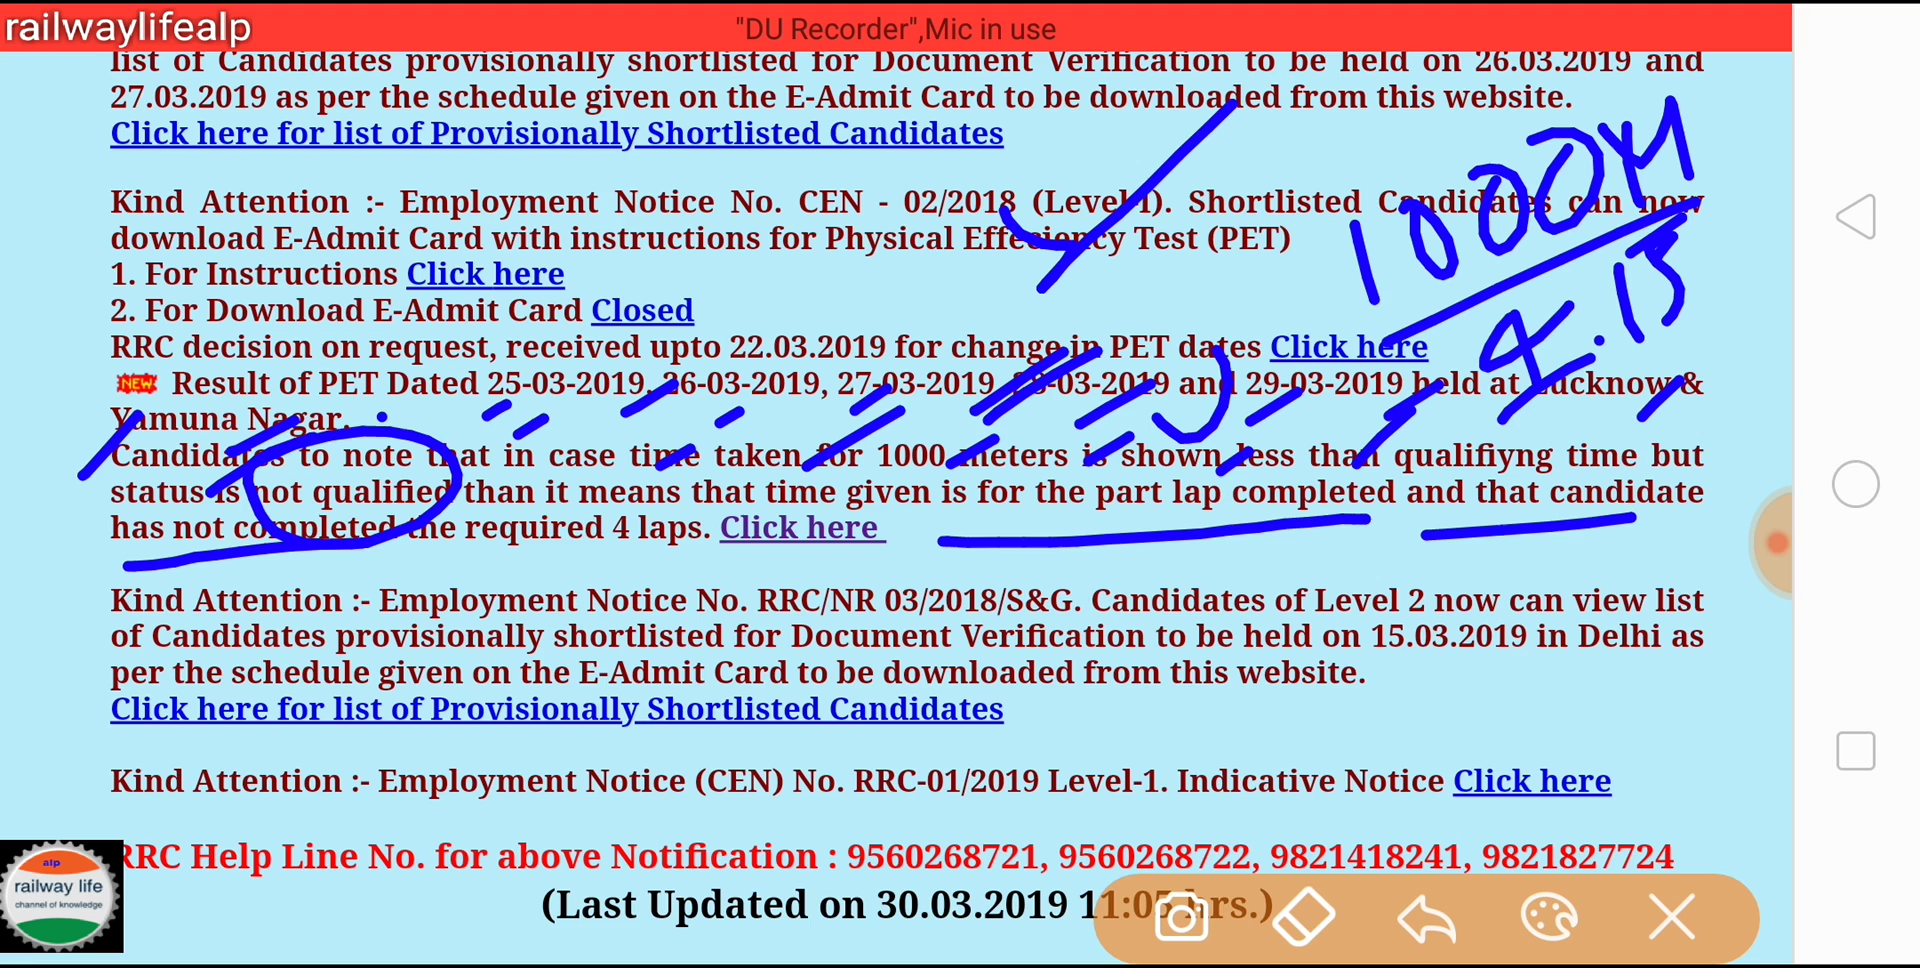 railwaylifealp
"DU Recorder",Mic in use
list of Candidates provisionally shortlisted for Document Verification to be held on 26.03.2019 and
27.03.2019 as per the schedule given on the E-Admit Card to be downloaded from this website.
Click here for list of Provisionally Shortlisted Candidates
1000M
Kind Attention :- Employment Notice No. CEN - 02/2018 (Level-I). Shortlisted Candidates can now
download E-Admit Card with instructions for Physical Effeciency Test (PET)
1. For Instructions Click here
4.15
2. For Download E-Admit Card Closed
RRC decision on request, received upto 22.03.2019 for change in PET dates Click here
NEW Result of PET Dated 25-03-2019, 26-03-2019, 27-03-2019, 28-03-2019 and 29-03-2019 held at Lucknow &
Yamuna Nagar.
Candidates to note that in case time taken for 1000 meters is shown less than qualifiyng time but
status is not qualified than it means that time given is for the part lap completed and that candidate
has not completed the required 4 laps. Click here
Kind Attention :- Employment Notice No. RRC/NR 03/2018/S&G. Candidates of Level 2 now can view list
of Candidates provisionally shortlisted for Document Verification to be held on 15.03.2019 in Delhi as
per the schedule given on the E-Admit Card to be downloaded from this website.
Click here for list of Provisionally Shortlisted Candidates
Kind Attention :- Employment Notice (CEN) No. RRC-01/2019 Level-1. Indicative Notice Click here
RRC Help Line No. for above Notification : 9560268721, 9560268722, 9821418241, 9821827724
(Last Updated on 30.03.2019 11:05 hrs.)
alp
railway life
channel of knowledge